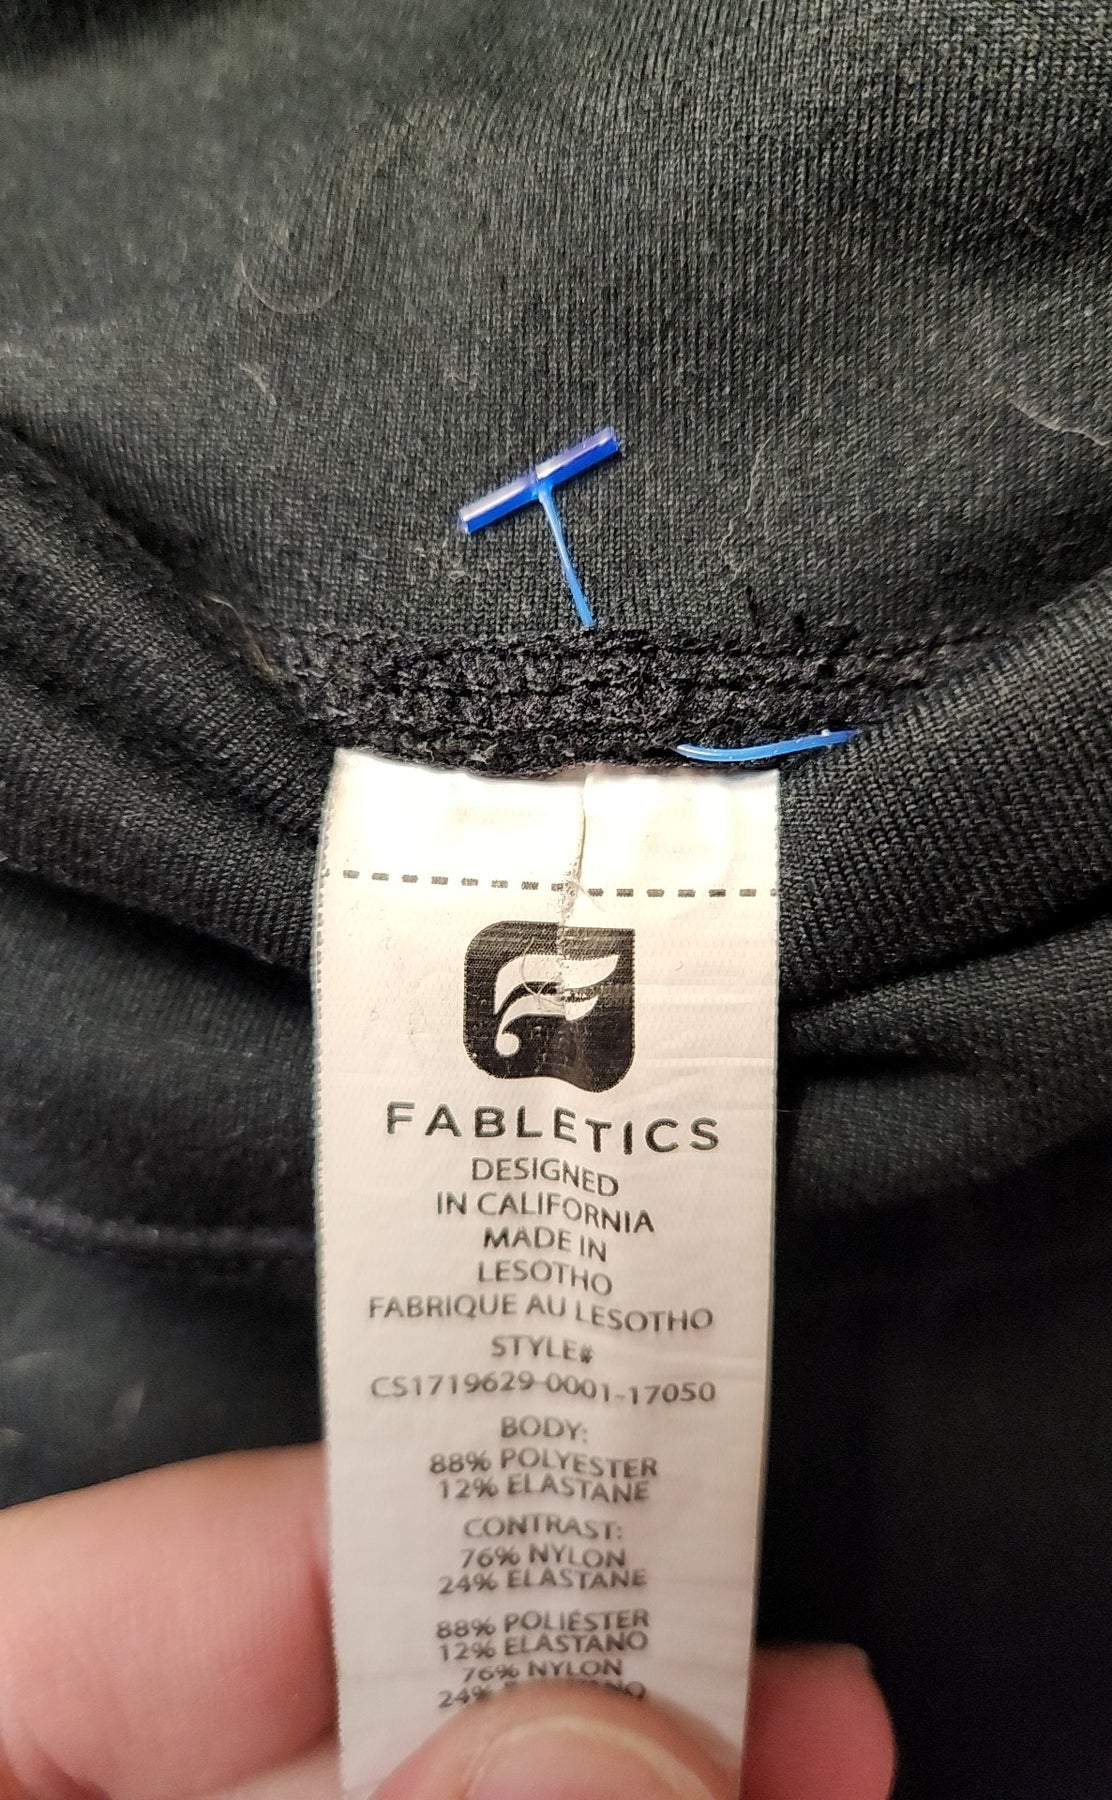 FABLETICS
DESIGNED
IN CALIFORNIA
MADE IN
LESOTHO
FABRIQUE AU LESOTHO
STYLE#
CS1719629-0001-17050
BODY:
88% POLYESTER
12% ELASTANE
CONTRAST:
76% NYLON
24% ELASTANE
88% POLIÉSTER
12% ELASTANO
76% NYLON
24%